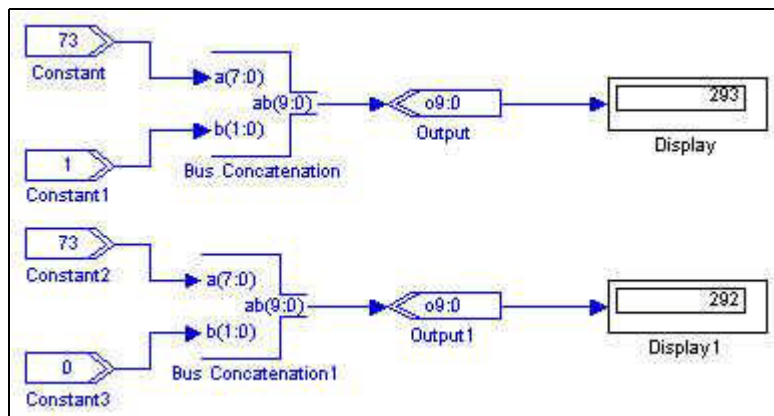 73
Constant
a(7:0)
ab(9:0)
o9:0
293
b(1:0)
Output
Display
1
Bus Concatenation
Constant1
73
Constant2
a(7:0)
ab(9:0)
o9:0
292
b(1:0)
Output1
Display1
0
Bus Concatenation1
Constant3